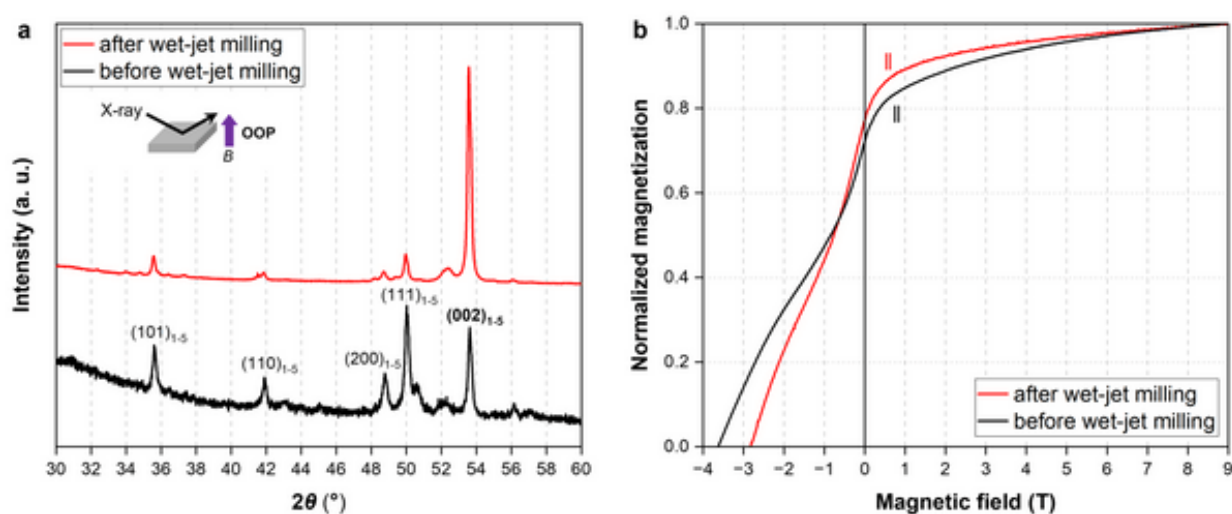 a
after wet-jet milling
before wet-jet milling
X-ray
OOP
B
Intensity (a. u.)
(101)1-5
(110)1-5
(200)1-5
(111)1-5
(002)1-5
30 32 34 36 38 40 42 44 46 48 50 52 54 56 58 60
2θ (°)
b
||
||
Normalized magnetization
1.0
0.8
0.6
0.4
0.2
0.0
after wet-jet milling
before wet-jet milling
−4 −3 −2 −1 0 1 2 3 4 5 6 7 8 9
Magnetic field (T)